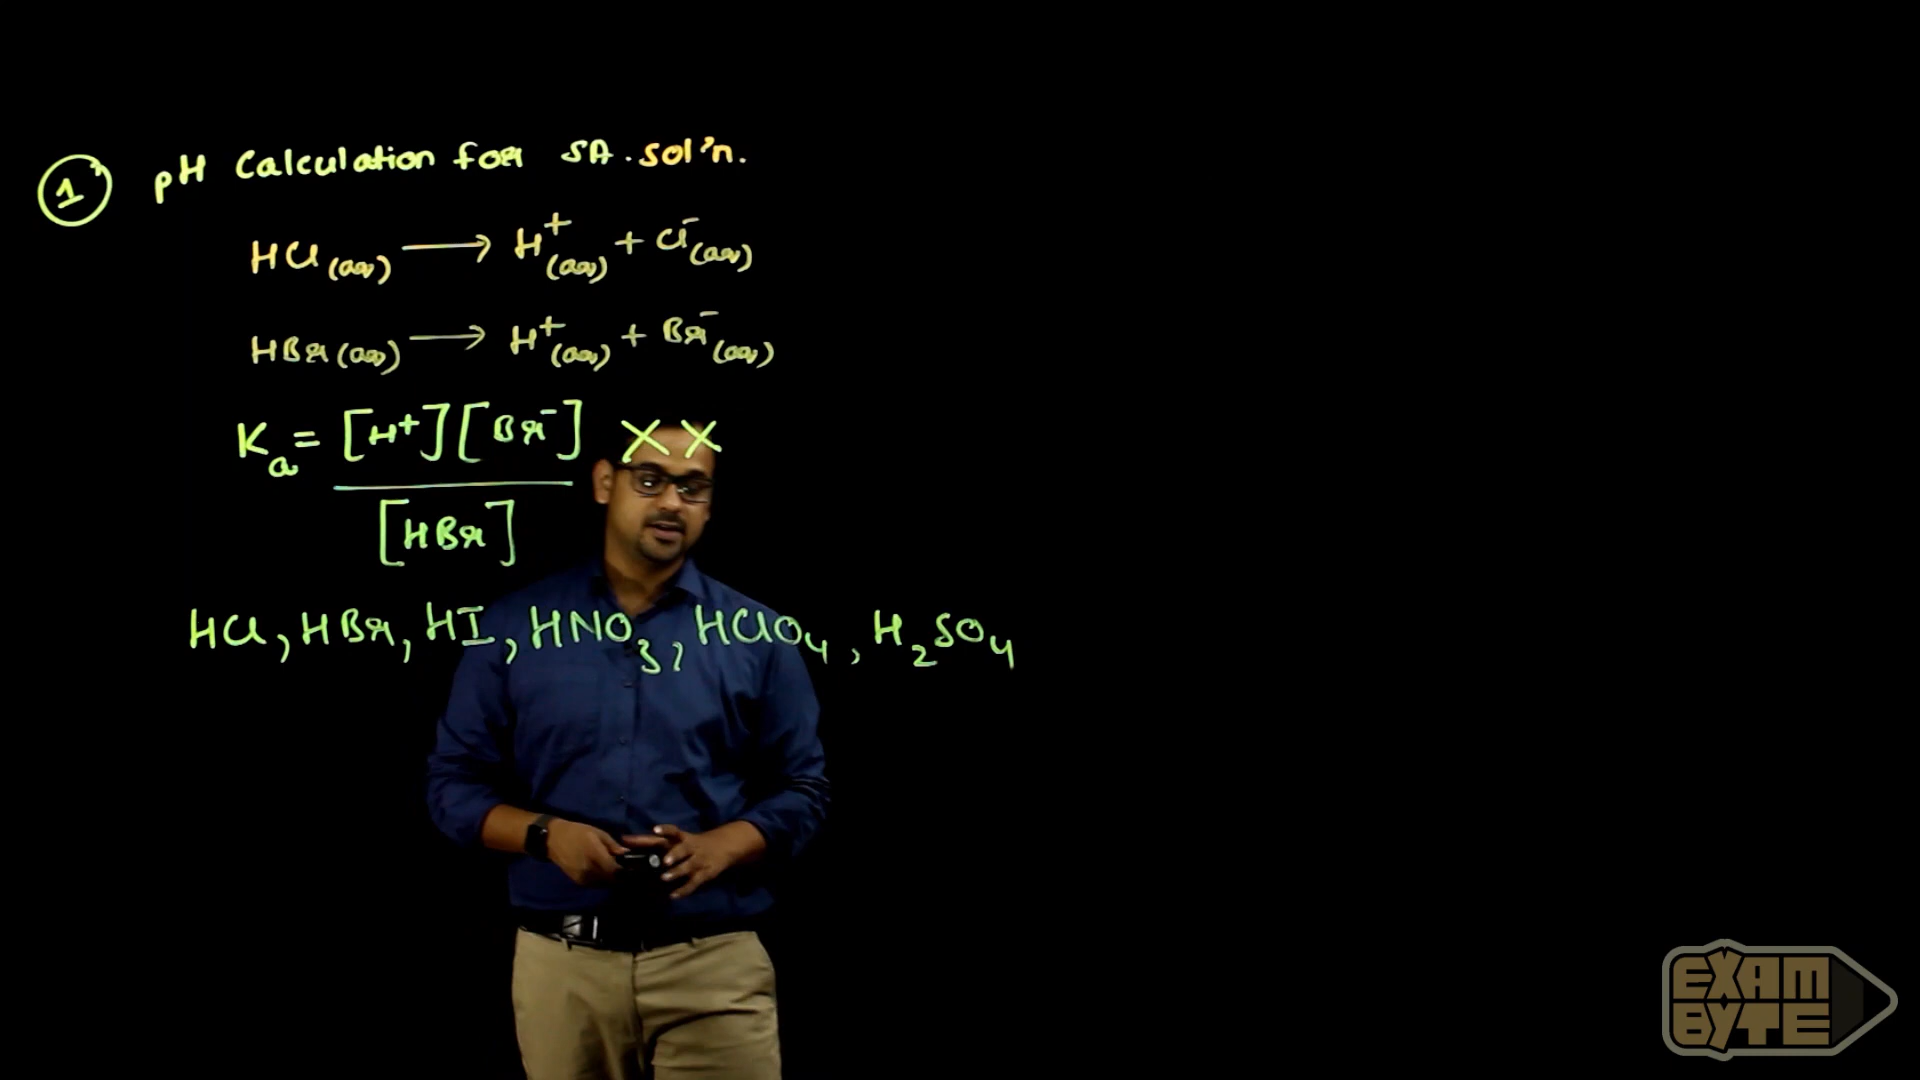 1 pH Calculation for SA. sol'n.
HCl(aq) ⟶ H⁺(aq) + Cl⁻(aq)
HBr(aq) ⟶ H⁺(aq) + Br⁻(aq)
Kₐ = [H⁺][Br⁻] X X
[HBr]
HCl, HBr, HI, HNO₃, HClO₄, H₂SO₄
EXAM
BYTE